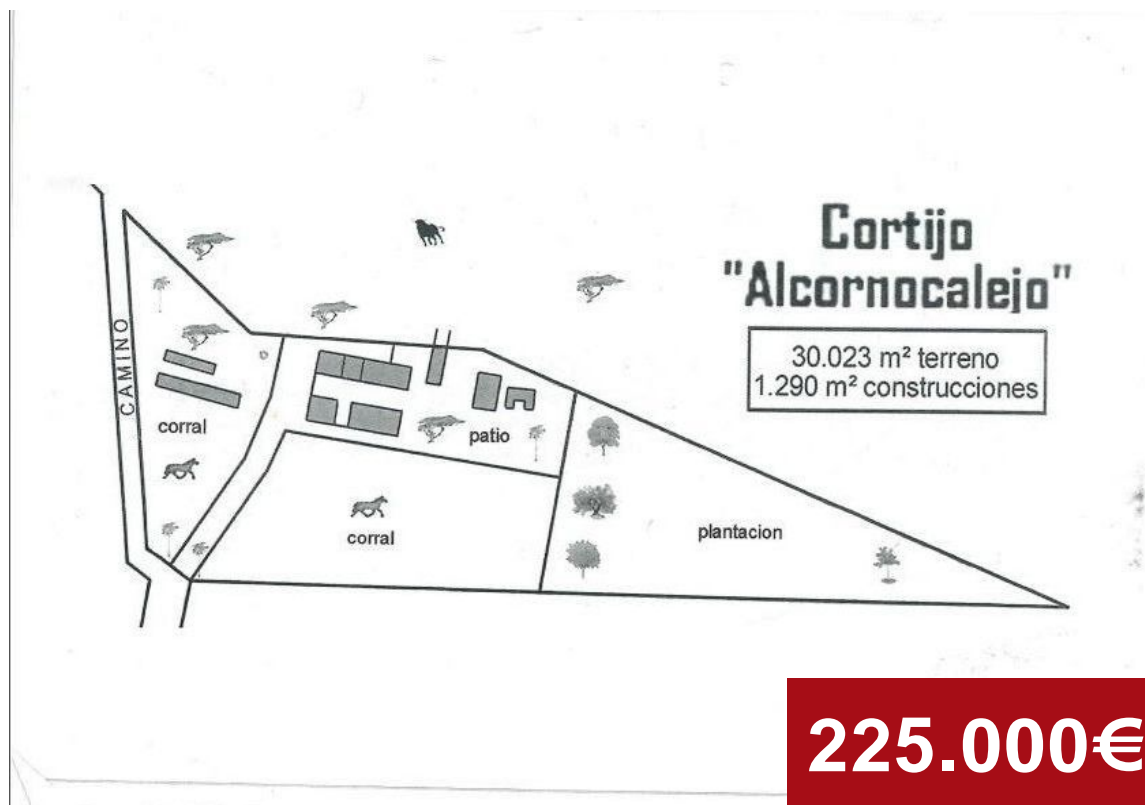 Cortijo
"Alcornocalejo"
30.023 m² terreno
1.290 m² construcciones
CAMINO
corral
patio
corral
plantacion
225.000€